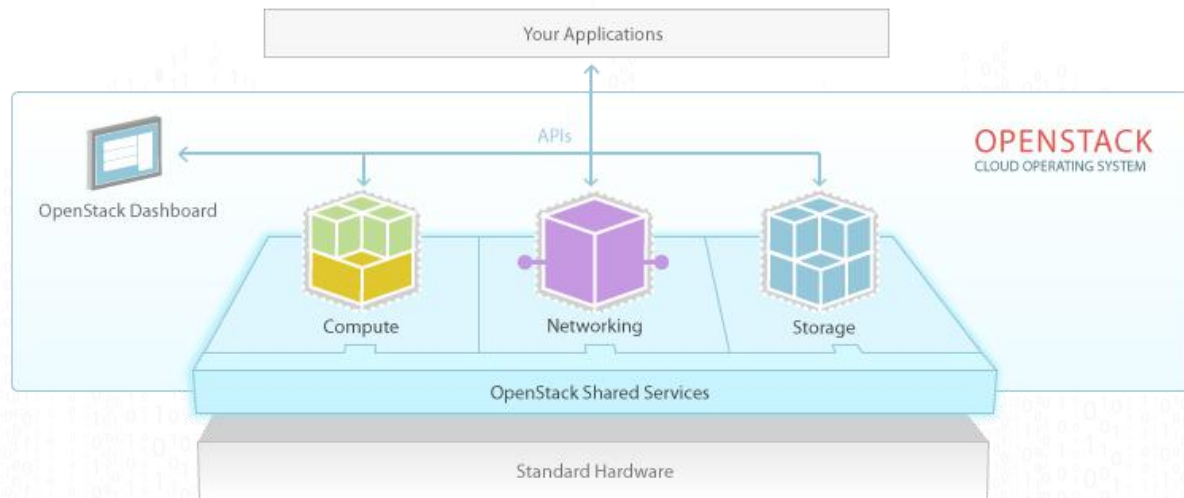 Your Applications
APIs
OPENSTACK
CLOUD OPERATING SYSTEM
OpenStack Dashboard
Compute
Networking
Storage
OpenStack Shared Services
Standard Hardware